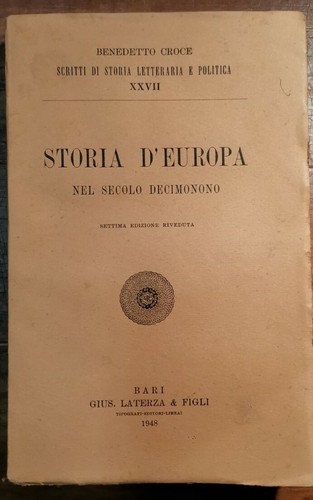 BENEDETTO CROCE
SCRITTI DI STORIA LETTERARIA E POLITICA
XXVII
STORIA D'EUROPA
NEL SECOLO DECIMONONO
SETTIMA EDIZIONE RIVEDUTA
BARI
GIUS. LATERZA & FIGLI
TIPOGRAFI-EDITORI-LIBRAI
1948